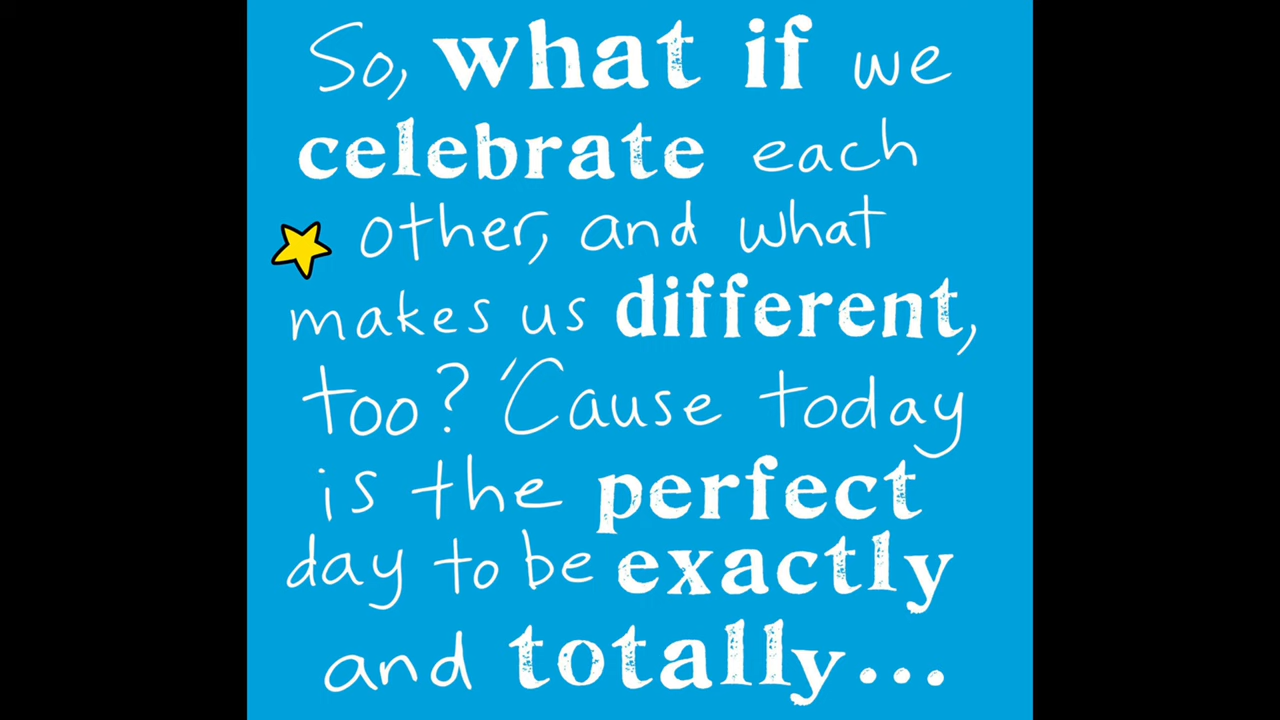 So, what if we
celebrate each
other, and what
makes us different,
too? 'Cause today
is the perfect
day to be exactly
and totally...